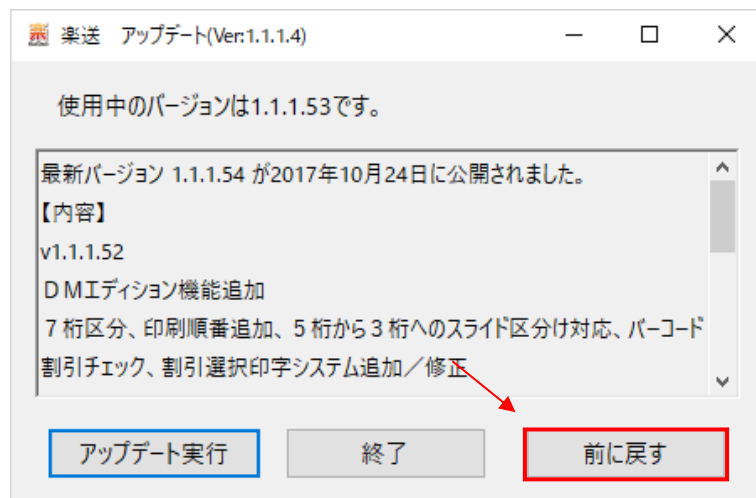 楽送 アップデート(Ver:1.1.1.4)
使用中のバージョンは1.1.1.53です。
最新バージョン 1.1.1.54 が2017年10月24日に公開されました。
【内容】
v1.1.1.52
ＤＭエディション機能追加
７桁区分、印刷順番追加、５桁から３桁へのスライド区分け対応、バーコード
割引チェック、割引選択印字システム追加／修正
アップデート実行
終了
前に戻す